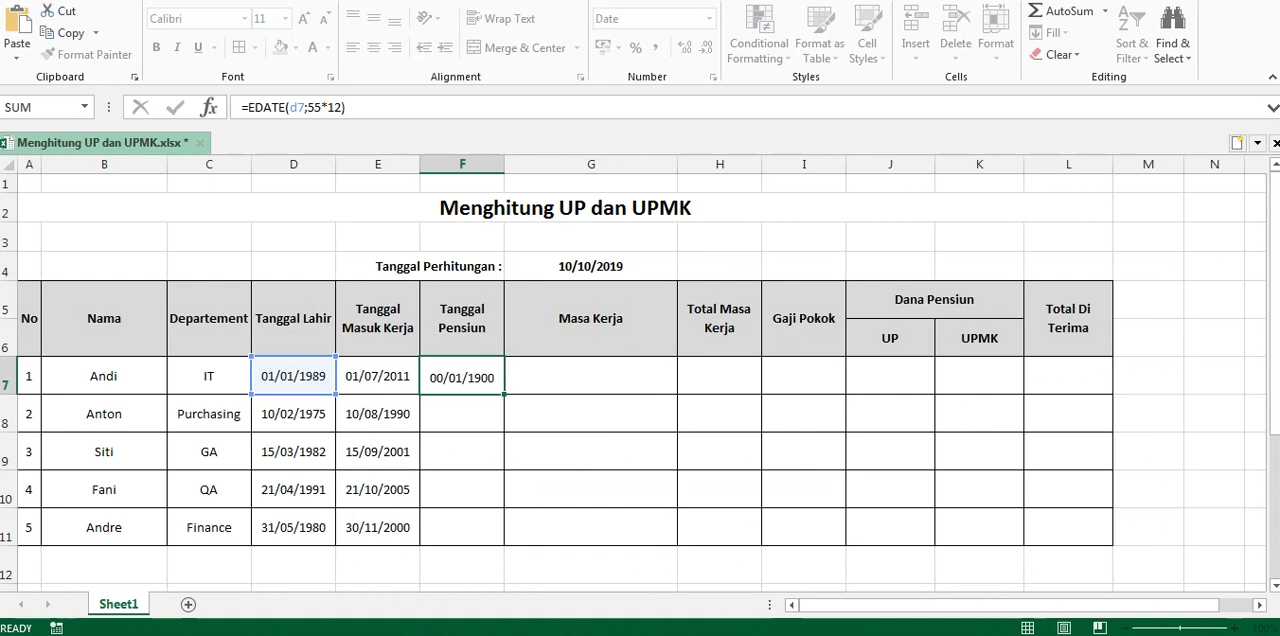 Cut
Copy
Format Painter
Paste
Clipboard
Calibri 11
B I U
Font
Wrap Text
Merge & Center
Alignment
Date
%
Number
Conditional Formatting
Format as Table
Cell Styles
Styles
Insert
Delete
Format
Cells
AutoSum
Fill
Clear
Sort & Filter
Find & Select
Editing
SUM
fx
=EDATE(d7;55*12)
Menghitung UP dan UPMK.xlsx *
A B C D E F G H I J K L M N
1
2 Menghitung UP dan UPMK
3
4 Tanggal Perhitungan : 10/10/2019
5
6
No Nama Departement Tanggal Lahir Tanggal Masuk Kerja Tanggal Pensiun Masa Kerja Total Masa Kerja Gaji Pokok Dana Pensiun Total Di Terima
UP UPMK
7 1 Andi IT 01/01/1989 01/07/2011 00/01/1900
8 2 Anton Purchasing 10/02/1975 10/08/1990
9 3 Siti GA 15/03/1982 15/09/2001
10 4 Fani QA 21/04/1991 21/10/2005
11 5 Andre Finance 31/05/1980 30/11/2000
12
Sheet1
READY
100%